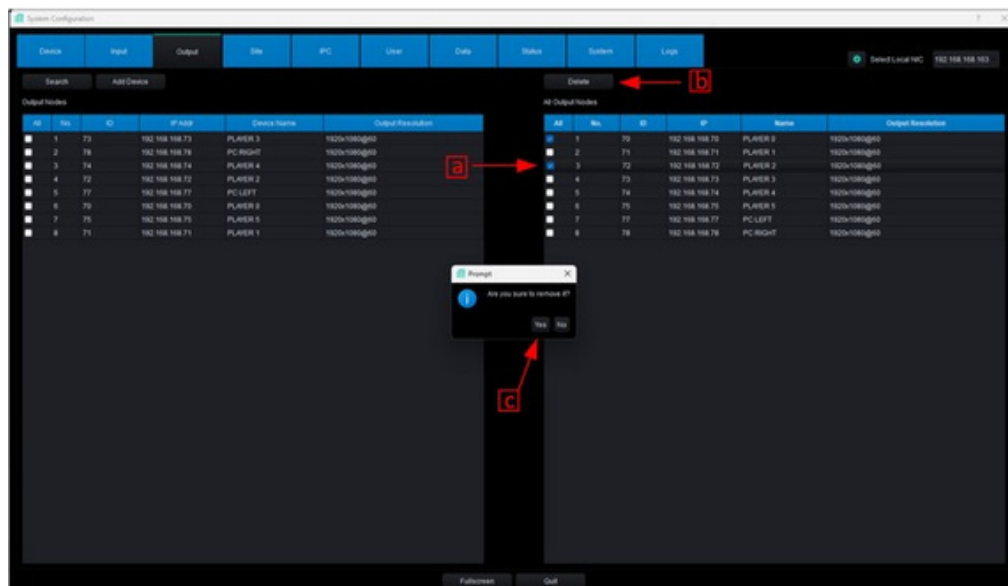 System Configuration
Device Input Output Site IPC User Data Status System Logs
Select Local NIC 192.168.168.163
Search Add Device Delete b
Output Nodes All Output Nodes
All No. ID IP Addr Device Name Output Resolution All No. ID IP Name Output Resolution
1 73 192.168.168.73 PLAYER 3 1920x1080@60 1 70 192.168.168.70 PLAYER 0 1920x1080@60
2 78 192.168.168.78 PC RIGHT 1920x1080@60 2 71 192.168.168.71 PLAYER 1 1920x1080@60
3 74 192.168.168.74 PLAYER 4 1920x1080@60 a 3 72 192.168.168.72 PLAYER 2 1920x1080@60
4 72 192.168.168.72 PLAYER 2 1920x1080@60 4 73 192.168.168.73 PLAYER 3 1920x1080@60
5 77 192.168.168.77 PC LEFT 1920x1080@60 5 74 192.168.168.74 PLAYER 4 1920x1080@60
6 70 192.168.168.70 PLAYER 0 1920x1080@60 6 75 192.168.168.75 PLAYER 5 1920x1080@60
7 75 192.168.168.75 PLAYER 5 1920x1080@60 7 77 192.168.168.77 PC LEFT 1920x1080@60
8 71 192.168.168.71 PLAYER 1 1920x1080@60 8 78 192.168.168.78 PC RIGHT 1920x1080@60
Prompt
Are you sure to remove it?
Yes No
c
Fullscreen Quit